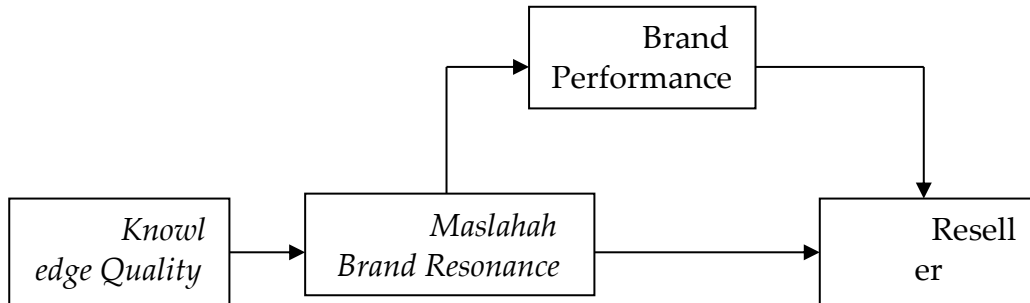 Brand
Performance
Knowl
edge Quality
Maslahah
Brand Resonance
Resell
er